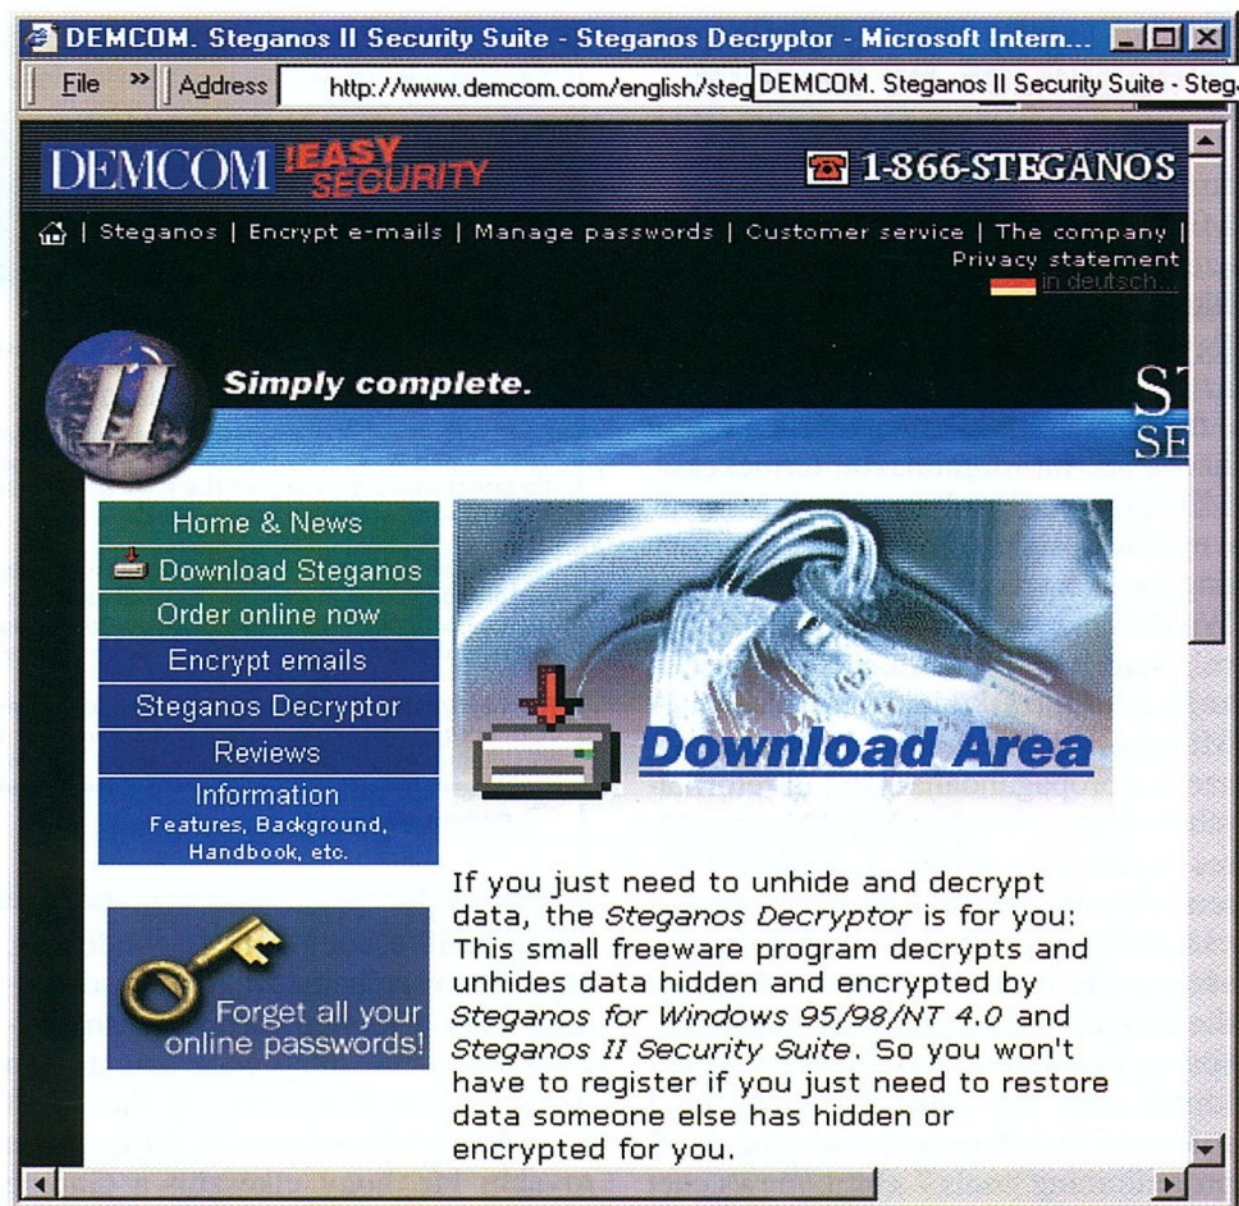 DEMCOM. Steganos II Security Suite - Steganos Decryptor - Microsoft Intern...
File » Address http://www.demcom.com/english/steg
DEMCOM. Steganos II Security Suite - Steg
DEMCOM !EASY SECURITY
1-866-STEGANOS
| Steganos | Encrypt e-mails | Manage passwords | Customer service | The company |
Privacy statement
in deutsch...
II
Simply complete.
ST
SE
Home & News
Download Steganos
Order online now
Encrypt emails
Steganos Decryptor
Reviews
Information
Features, Background,
Handbook, etc.
Forget all your
online passwords!
Download Area
If you just need to unhide and decrypt
data, the Steganos Decryptor is for you:
This small freeware program decrypts and
unhides data hidden and encrypted by
Steganos for Windows 95/98/NT 4.0 and
Steganos II Security Suite. So you won't
have to register if you just need to restore
data someone else has hidden or
encrypted for you.